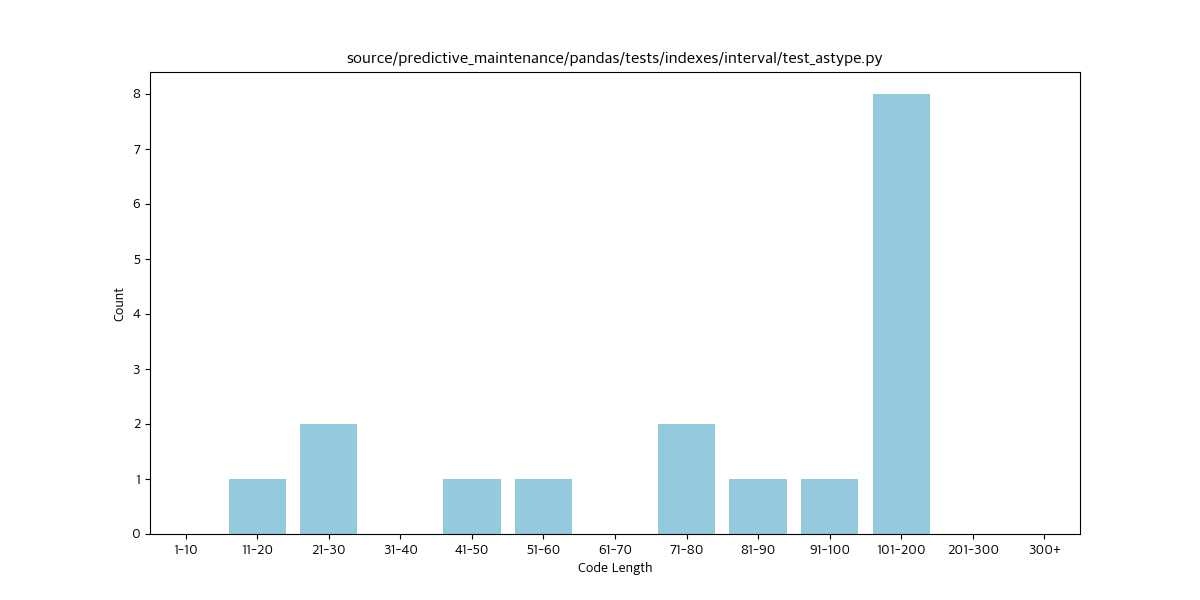 source/predictive_maintenance/pandas/tests/indexes/interval/test_astype.py
8
7
6
5
4
3
2
1
0
Count
1-10 11-20 21-30 31-40 41-50 51-60 61-70 71-80 81-90 91-100 101-200 201-300 300+
Code Length